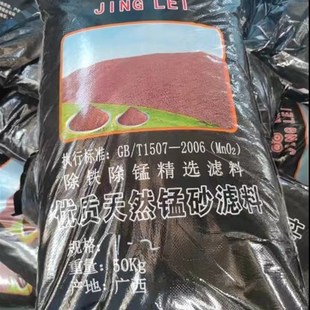 JING LEI
执行标准：GB/T1507—2006（MnO₂）
除铁除锰精选滤料
优质天然锰砂滤料
规格：1-~
重量：50Kg
产地：广西